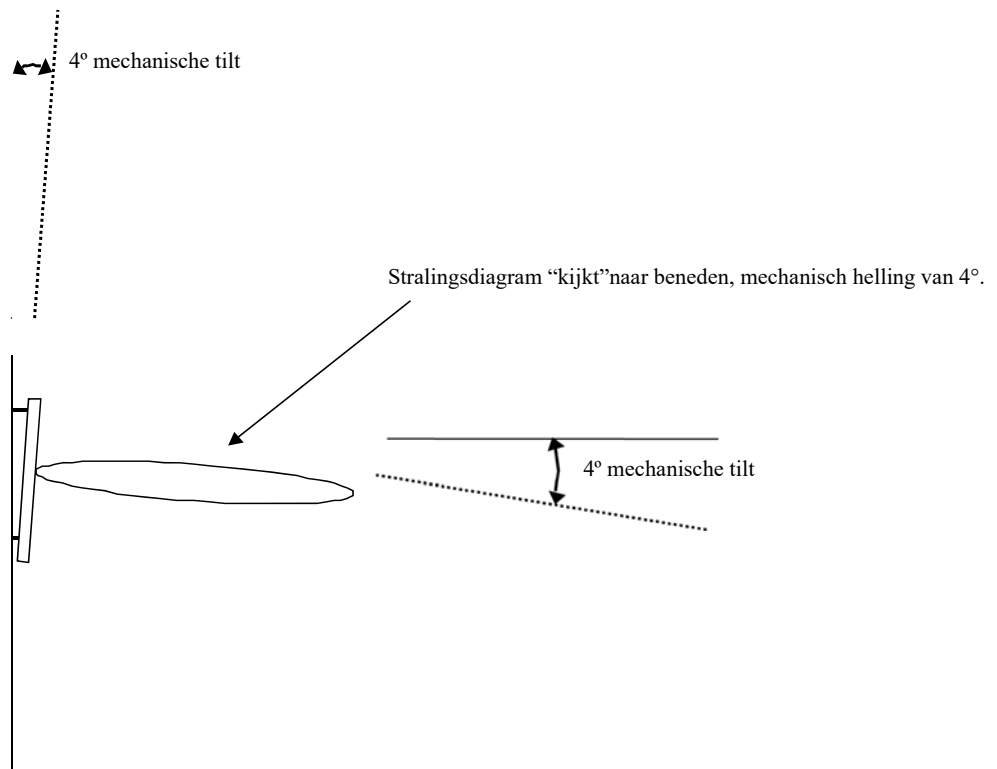 4º mechanische tilt
Stralingsdiagram “kijkt”naar beneden, mechanisch helling van 4°.
4º mechanische tilt